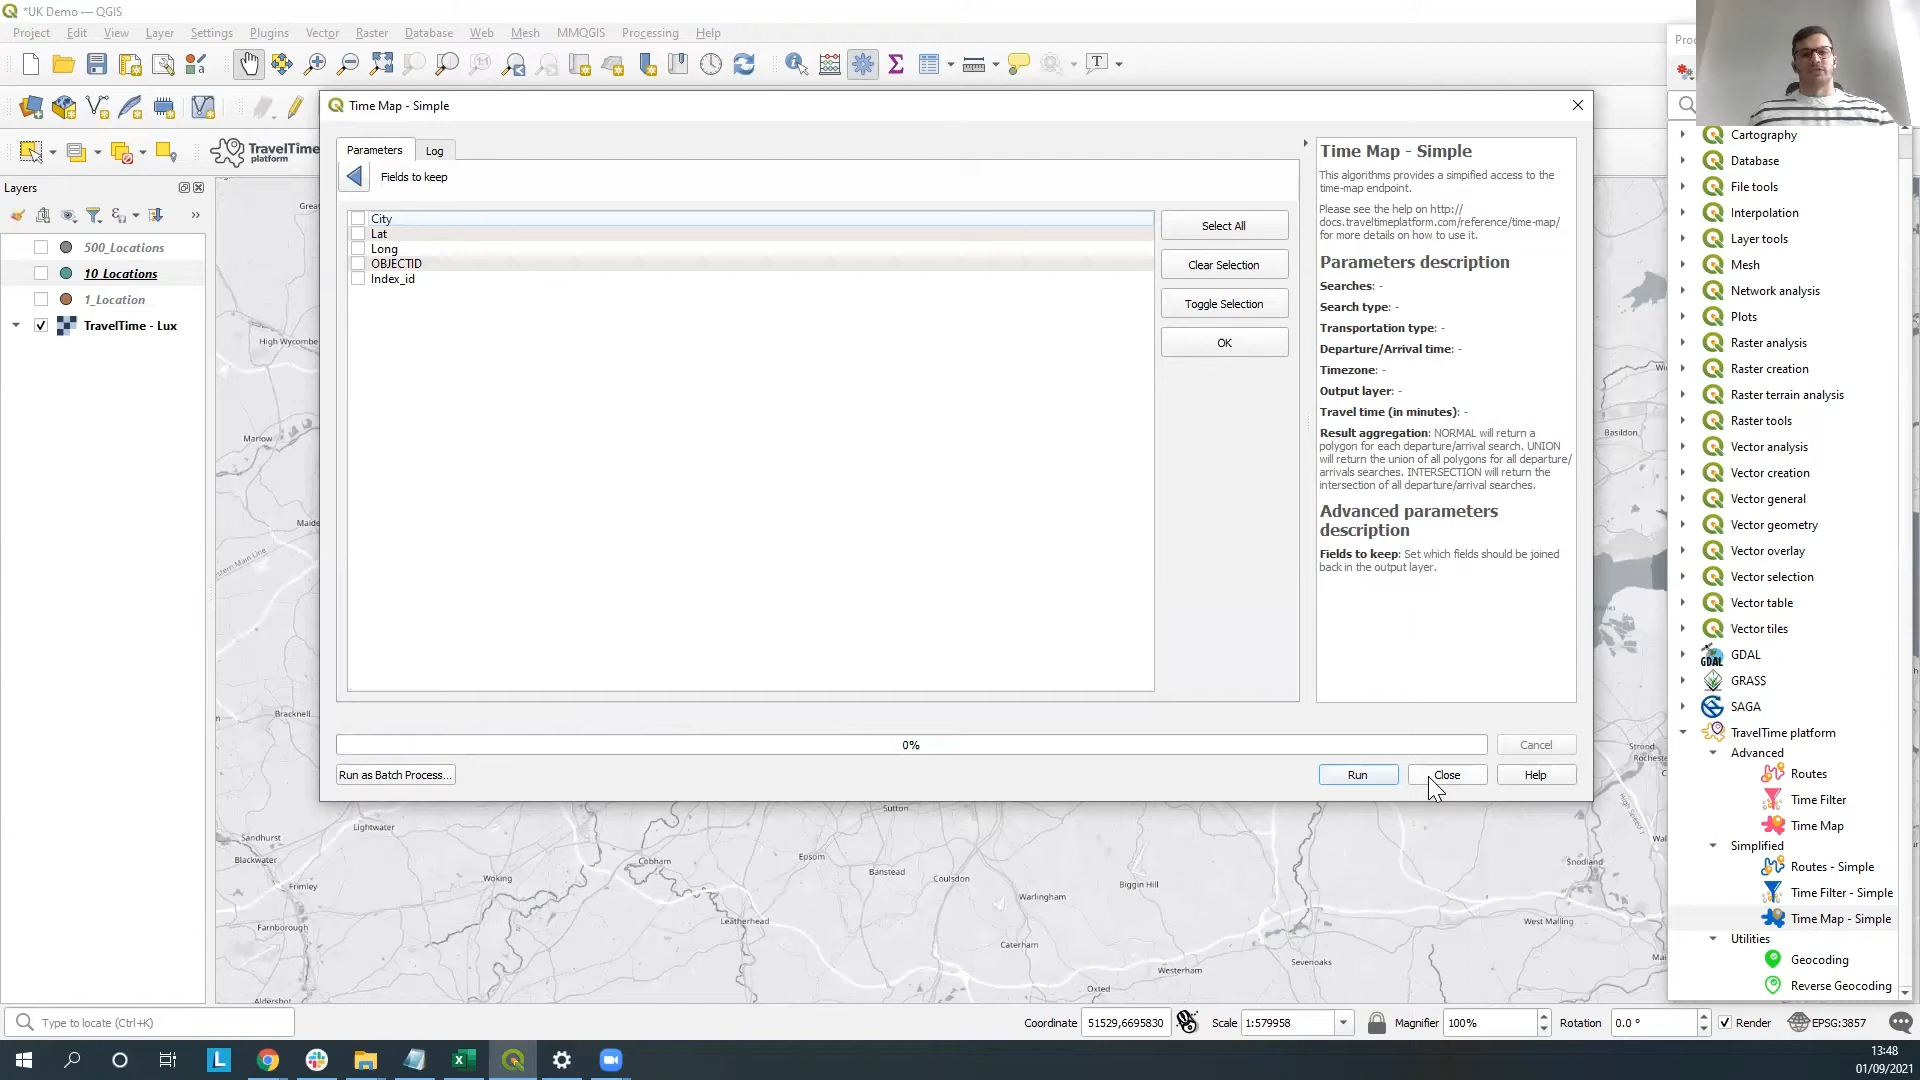 *UK Demo — QGIS
Project Edit View Layer Settings Plugins Vector Raster Database Web Mesh MMQGIS Processing Help
TravelTime
platform
Layers
500_Locations
10_Locations
1_Location
TravelTime - Lux
Time Map - Simple
Parameters Log
Fields to keep
City
Lat
Long
OBJECTID
Index_id
Select All
Clear Selection
Toggle Selection
OK
Time Map - Simple
This algorithms provides a simpified access to the
time-map endpoint.
Please see the help on http://
docs.traveltimeplatform.com/reference/time-map/
for more details on how to use it.
Parameters description
Searches: -
Search type: -
Transportation type: -
Departure/Arrival time: -
Timezone: -
Output layer: -
Travel time (in minutes): -
Result aggregation: NORMAL will return a
polygon for each departure/arrival search. UNION
will return the union of all polygons for all departure/
arrivals searches. INTERSECTION will return the
intersection of all departure/arrival searches.
Advanced parameters
description
Fields to keep: Set which fields should be joined
back in the output layer.
0%
Cancel
Run as Batch Process...
Run Close Help
Proc
Cartography
Database
File tools
Interpolation
Layer tools
Mesh
Network analysis
Plots
Raster analysis
Raster creation
Raster terrain analysis
Raster tools
Vector analysis
Vector creation
Vector general
Vector geometry
Vector overlay
Vector selection
Vector table
Vector tiles
GDAL
GDAL
GRASS
SAGA
TravelTime platform
Advanced
Routes
Time Filter
Time Map
Simplified
Routes - Simple
Time Filter - Simple
Time Map - Simple
Utilities
Geocoding
Reverse Geocoding
High Wycombe
Marlow
Maide
Bracknell
Sandhurst
Blackwater
Lightwater
Frimley
Farnborough
Aldershot
Woking
Cobham
Leatherhead
Sutton
Epsom
Banstead
Coulsdon
Warlingham
Caterham
Biggin Hill
Westerham
Oxted
Sevenoaks
Snodland
West Malling
Basildon
Strood
Rochester
High Speed 1
Type to locate (Ctrl+K)
Coordinate 51529,6695830 Scale 1:579958 Magnifier 100% Rotation 0.0 ° Render EPSG:3857
13:48
01/09/2021